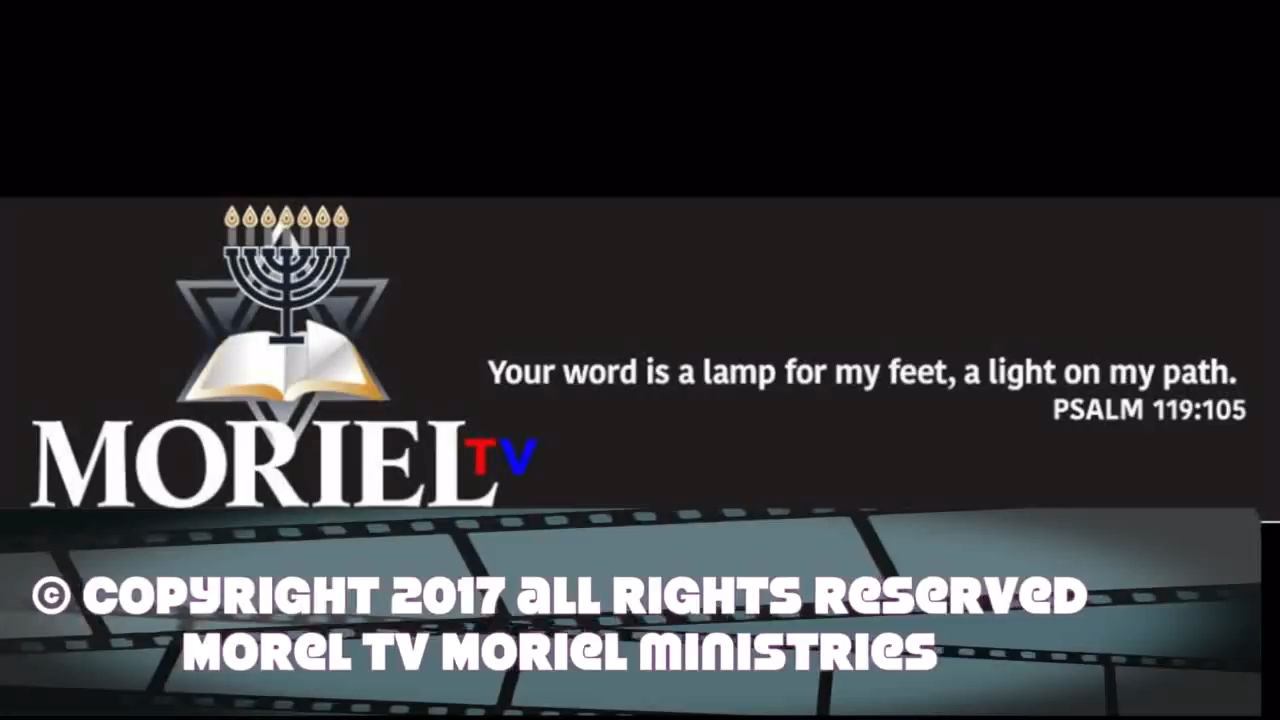 Your word is a lamp for my feet, a light on my path.
PSALM 119:105
MORIEL TV
© COPYRIGHT 2017 aLL RIGHTS ReSeRVeD
MOReL TV MORIeL MINISTRIeS